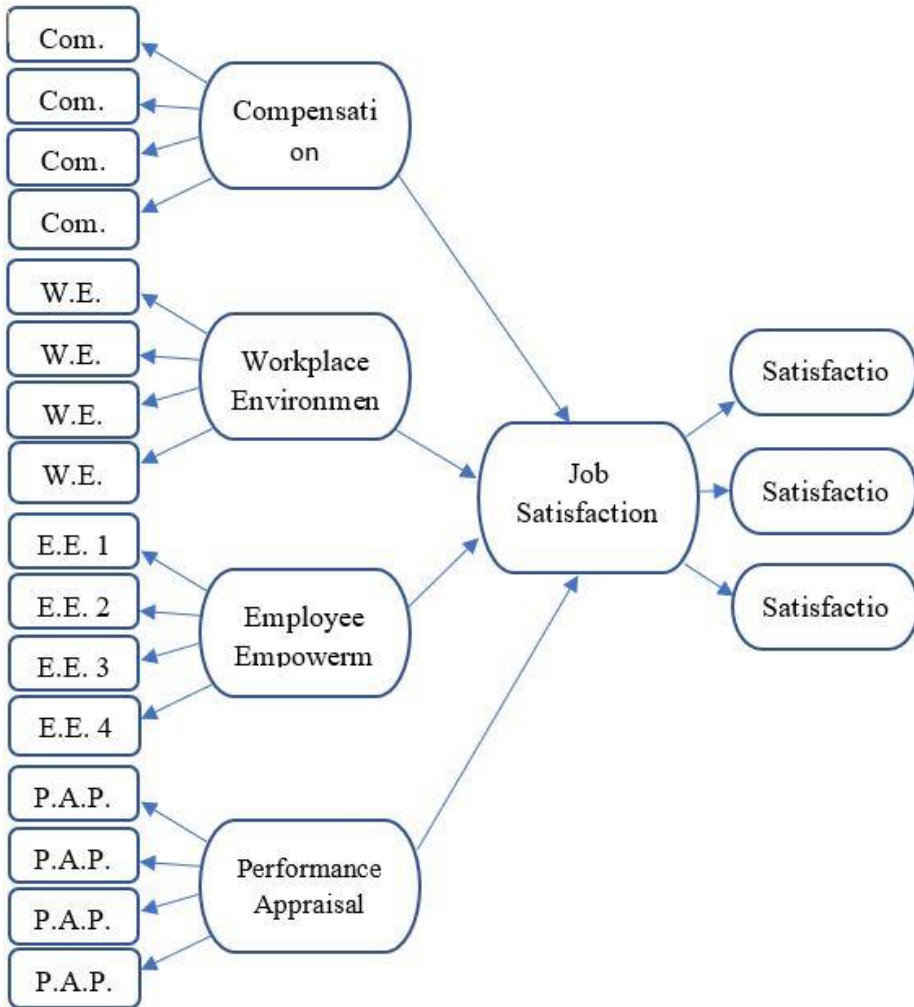 Com.
Com.
Com.
Com.
Compensati
on
W.E.
W.E.
W.E.
W.E.
Workplace
Environmen
E.E. 1
E.E. 2
E.E. 3
E.E. 4
Employee
Empowerm
P.A.P.
P.A.P.
P.A.P.
P.A.P.
Performance
Appraisal
Job
Satisfaction
Satisfactio
Satisfactio
Satisfactio